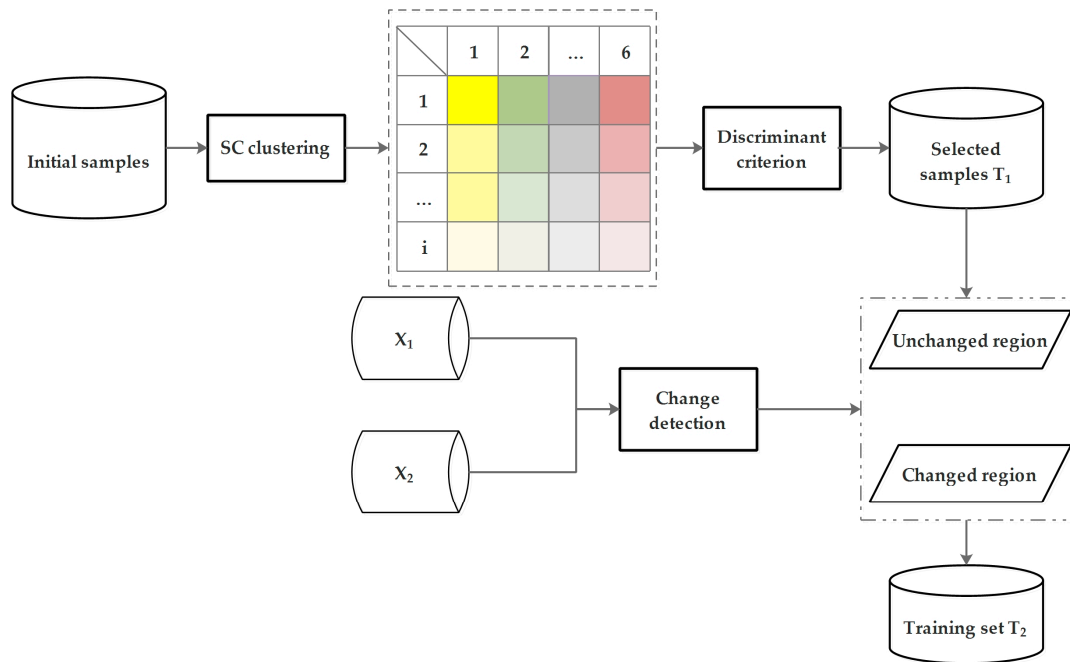 Initial samples
SC clustering
1 2 ... 6
1
2
...
i
Discriminant
criterion
Selected
samples T₁
X₁
X₂
Change
detection
Unchanged region
Changed region
Training set T₂